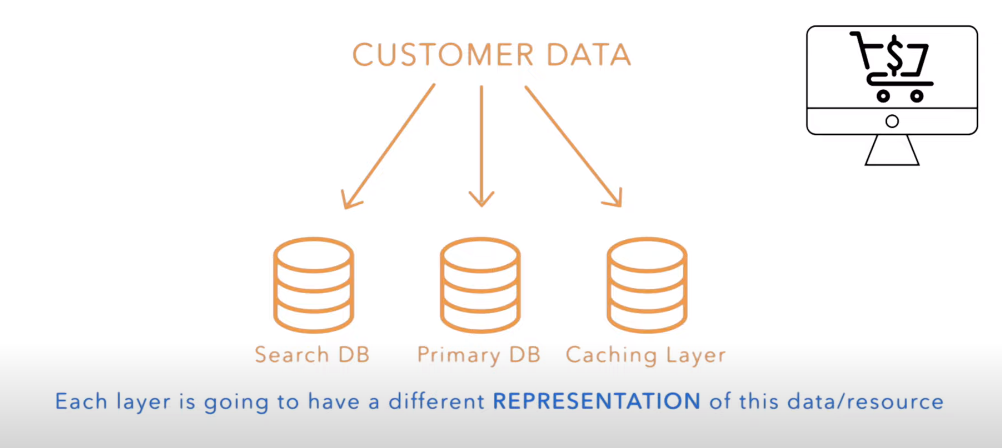 CUSTOMER DATA
$
Search DB Primary DB Caching Layer
Each layer is going to have a different REPRESENTATION of this data/resource